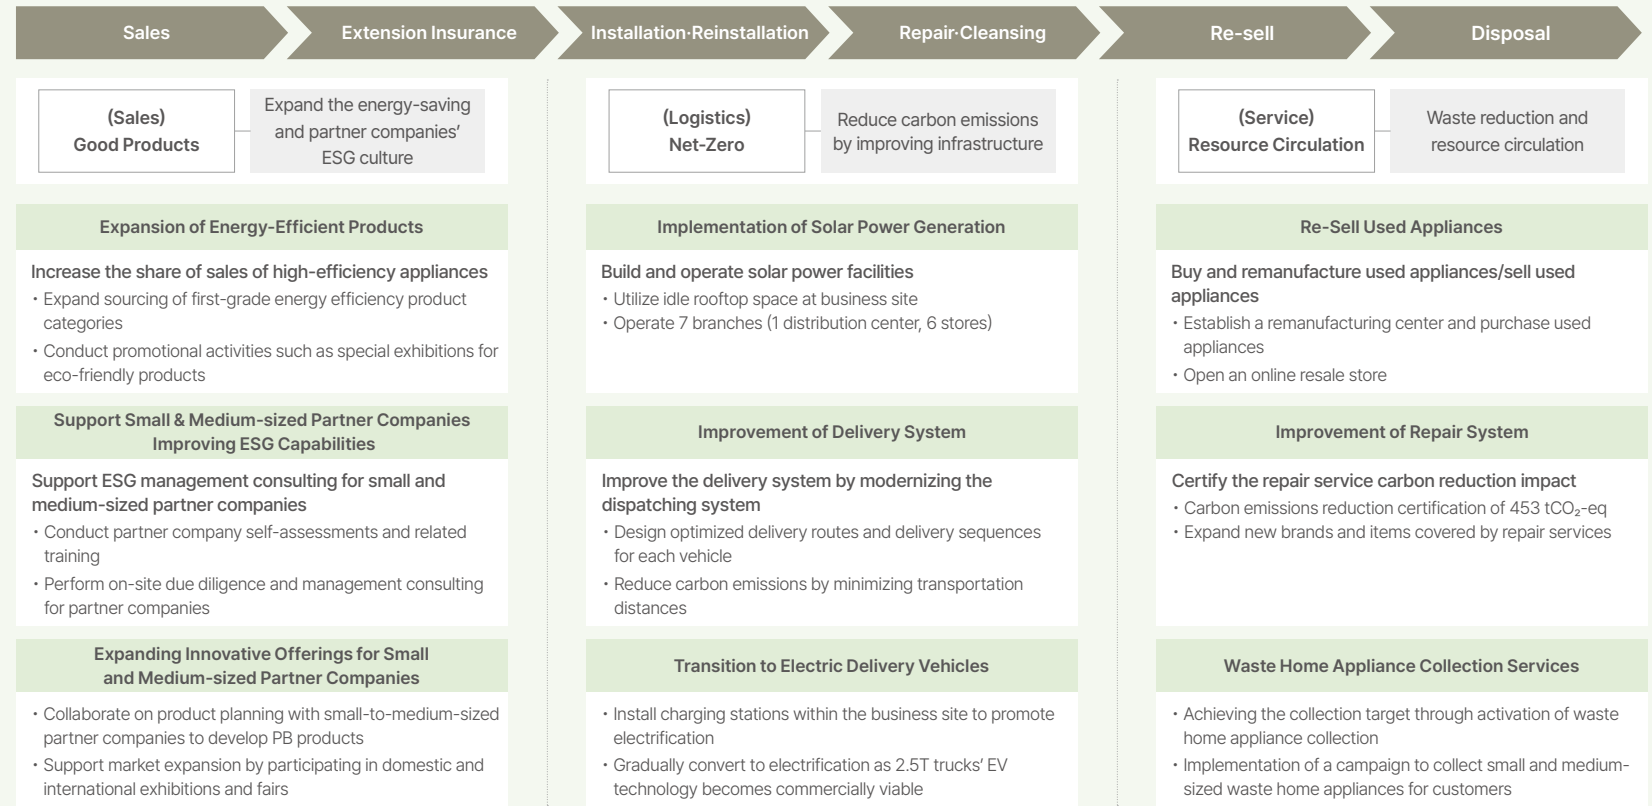 Sales
Extension Insurance
Installation·Reinstallation
Repair·Cleansing
Re-sell
Disposal
(Sales)
Good Products
Expand the energy-saving
and partner companies’
ESG culture
Expansion of Energy-Efficient Products
Increase the share of sales of high-efficiency appliances
· Expand sourcing of first-grade energy efficiency product
categories
· Conduct promotional activities such as special exhibitions for
eco-friendly products
Support Small & Medium-sized Partner Companies
Improving ESG Capabilities
Support ESG management consulting for small and
medium-sized partner companies
· Conduct partner company self-assessments and related
training
· Perform on-site due diligence and management consulting
for partner companies
Expanding Innovative Offerings for Small
and Medium-sized Partner Companies
· Collaborate on product planning with small-to-medium-sized
partner companies to develop PB products
· Support market expansion by participating in domestic and
international exhibitions and fairs
(Logistics)
Net-Zero
Reduce carbon emissions
by improving infrastructure
Implementation of Solar Power Generation
Build and operate solar power facilities
· Utilize idle rooftop space at business site
· Operate 7 branches (1 distribution center, 6 stores)
Improvement of Delivery System
Improve the delivery system by modernizing the
dispatching system
· Design optimized delivery routes and delivery sequences
for each vehicle
· Reduce carbon emissions by minimizing transportation
distances
Transition to Electric Delivery Vehicles
· Install charging stations within the business site to promote
electrification
· Gradually convert to electrification as 2.5T trucks’ EV
technology becomes commercially viable
(Service)
Resource Circulation
Waste reduction and
resource circulation
Re-Sell Used Appliances
Buy and remanufacture used appliances/sell used
appliances
· Establish a remanufacturing center and purchase used
appliances
· Open an online resale store
Improvement of Repair System
Certify the repair service carbon reduction impact
· Carbon emissions reduction certification of 453 tCO₂-eq
· Expand new brands and items covered by repair services
Waste Home Appliance Collection Services
· Achieving the collection target through activation of waste
home appliance collection
· Implementation of a campaign to collect small and medium-
sized waste home appliances for customers